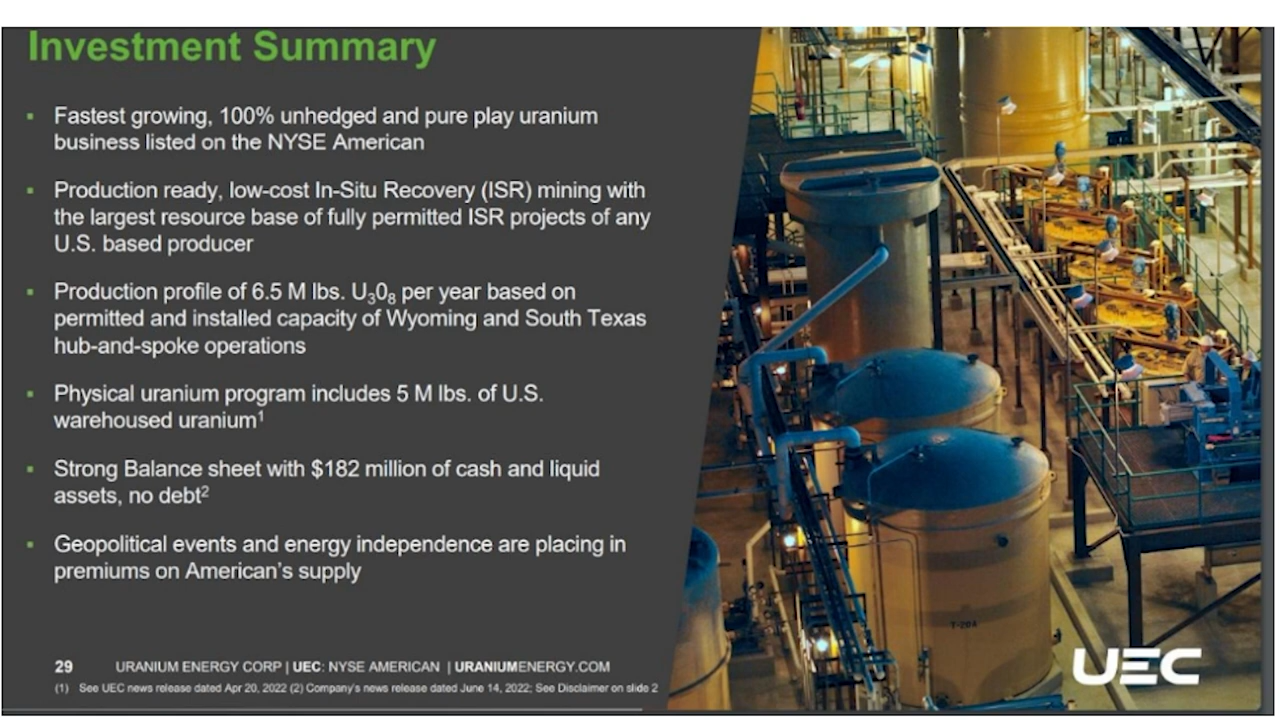 Investment Summary
▪ Fastest growing, 100% unhedged and pure play uranium
business listed on the NYSE American
▪ Production ready, low-cost In-Situ Recovery (ISR) mining with
the largest resource base of fully permitted ISR projects of any
U.S. based producer
▪ Production profile of 6.5 M lbs. U₃0₈ per year based on
permitted and installed capacity of Wyoming and South Texas
hub-and-spoke operations
▪ Physical uranium program includes 5 M lbs. of U.S.
warehoused uranium¹
▪ Strong Balance sheet with $182 million of cash and liquid
assets, no debt²
▪ Geopolitical events and energy independence are placing in
premiums on American's supply
T-204
29 URANIUM ENERGY CORP | UEC: NYSE AMERICAN | URANIUMENERGY.COM
(1) See UEC news release dated Apr 20, 2022 (2) Company's news release dated June 14, 2022; See Disclaimer on slide 2
UEC